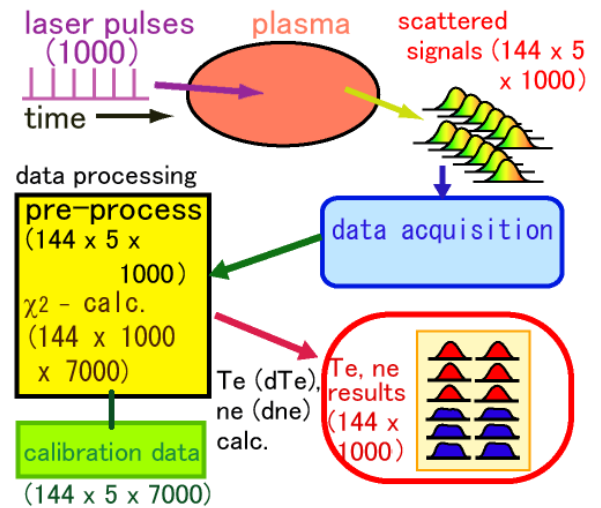 laser pulses
(1000)
time
plasma
scattered
signals (144 x 5
x 1000)
data processing
pre-process
(144 x 5 x
1000)
χ2 - calc.
(144 x 1000
x 7000)
data acquisition
Te (dTe),
ne (dne)
calc.
Te, ne
results
(144 x
1000)
calibration data
(144 x 5 x 7000)